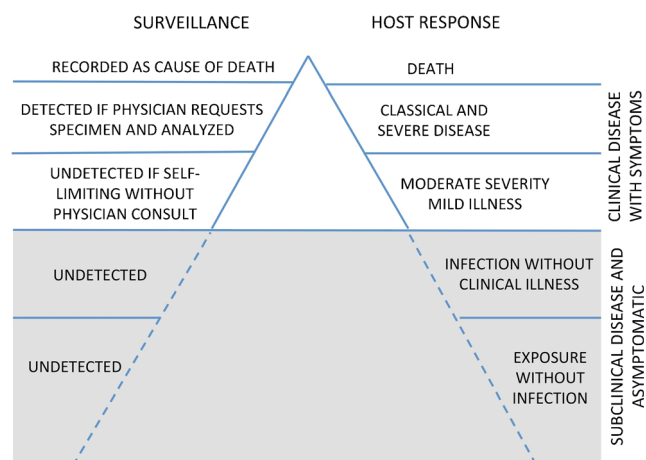 SURVEILLANCE
HOST RESPONSE
RECORDED AS CAUSE OF DEATH
DEATH
DETECTED IF PHYSICIAN REQUESTS
SPECIMEN AND ANALYZED
CLASSICAL AND
SEVERE DISEASE
UNDETECTED IF SELF-
LIMITING WITHOUT
PHYSICIAN CONSULT
MODERATE SEVERITY
MILD ILLNESS
CLINICAL DISEASE
WITH SYMPTOMS
UNDETECTED
INFECTION WITHOUT
CLINICAL ILLNESS
UNDETECTED
EXPOSURE
WITHOUT
INFECTION
SUBCLINICAL DISEASE AND
ASYMPTOMATIC